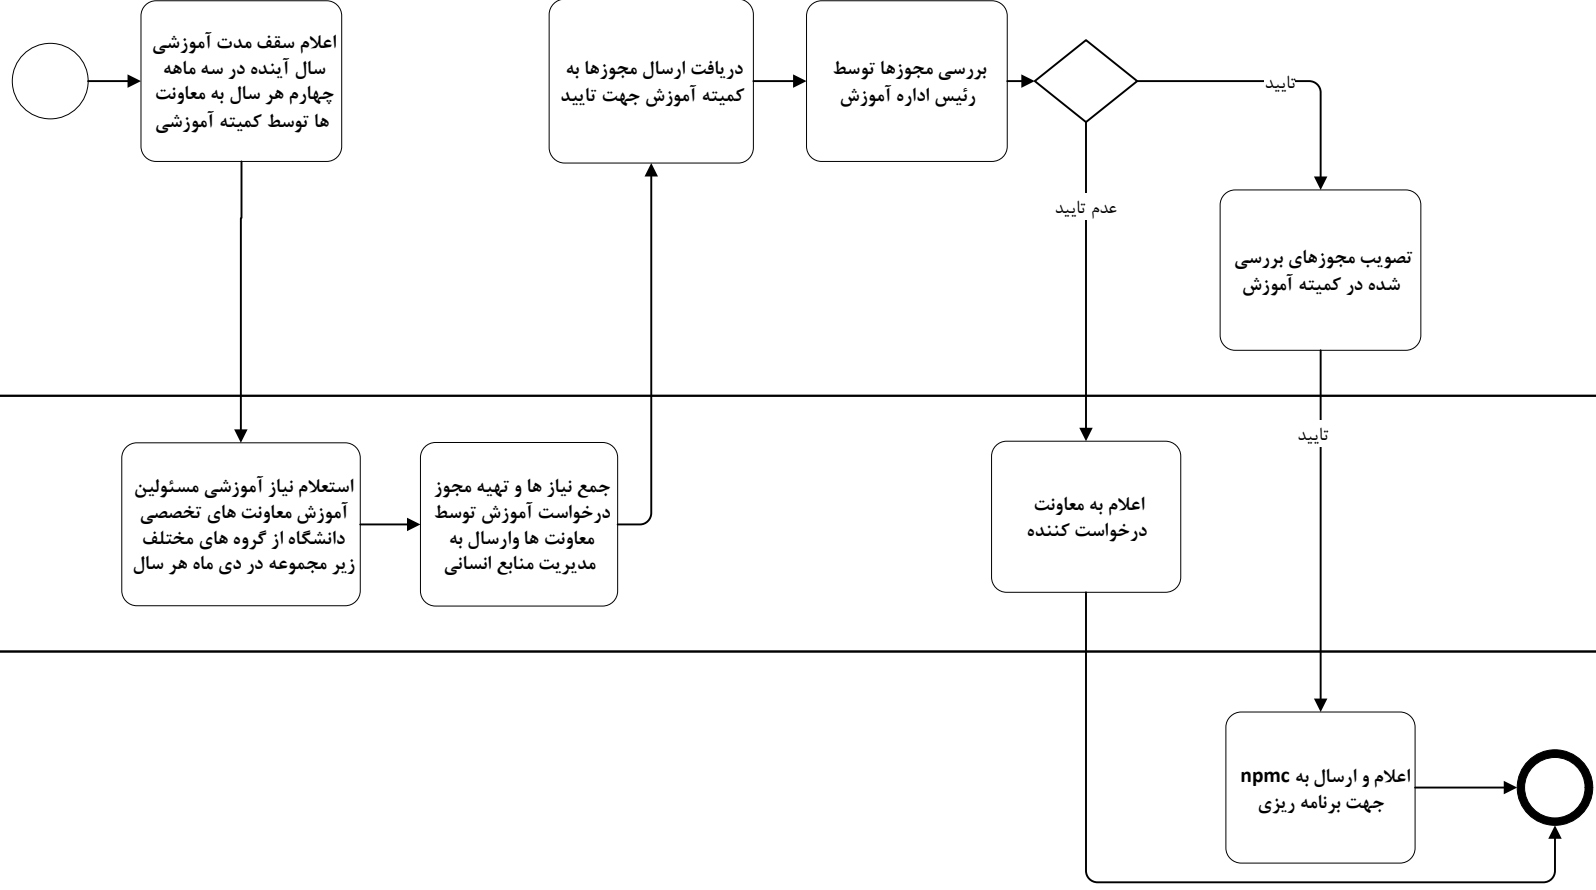 اعلام سقف مدت آموزشی
سال آینده در سه ماهه
چهارم هر سال به معاونت
ها توسط کمیته آموزشی
دریافت ارسال مجوزها به
کمیته آموزش جهت تایید
بررسی مجوزها توسط
رئیس اداره آموزش
تایید
عدم تایید
تصویب مجوزهای بررسی
شده در کمیته آموزش
تایید
استعلام نیاز آموزشی مسئولین
آموزش معاونت های تخصصی
دانشگاه از گروه های مختلف
زیر مجموعه در دی ماه هر سال
جمع نیاز ها و تهیه مجوز
درخواست آموزش توسط
معاونت ها وارسال به
مدیریت منابع انسانی
اعلام به معاونت
درخواست کننده
اعلام و ارسال به npmc
جهت برنامه ریزی